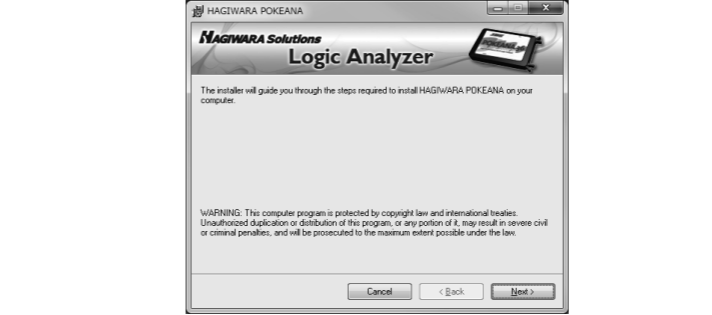 HAGIWARA POKEANA
HAGIWARA Solutions
Logic Analyzer
The installer will guide you through the steps required to install HAGIWARA POKEANA on your
computer.
WARNING: This computer program is protected by copyright law and international treaties.
Unauthorized duplication or distribution of this program, or any portion of it, may result in severe civil
or criminal penalties, and will be prosecuted to the maximum extent possible under the law.
Cancel
< Back
Next >